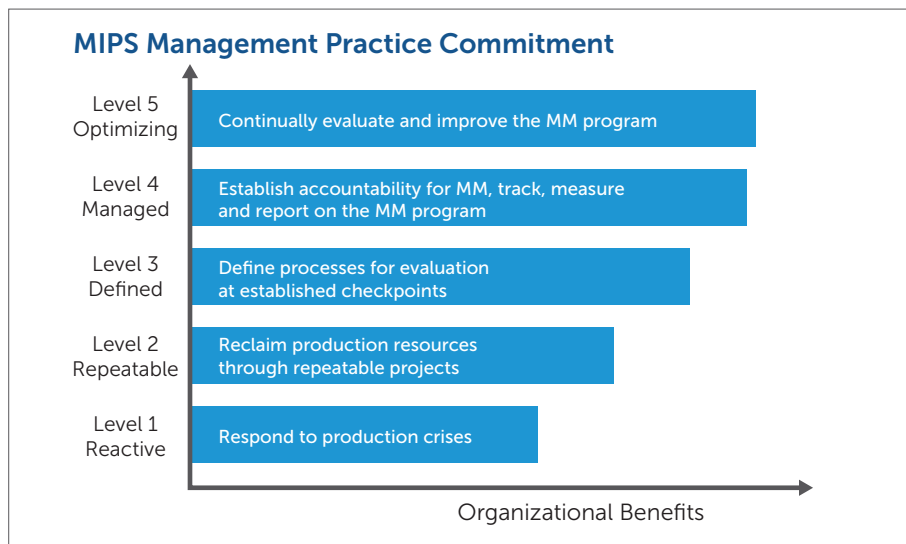 MIPS Management Practice Commitment
Level 5
Optimizing
Continually evaluate and improve the MM program
Level 4
Managed
Establish accountability for MM, track, measure
and report on the MM program
Level 3
Defined
Define processes for evaluation
at established checkpoints
Level 2
Repeatable
Reclaim production resources
through repeatable projects
Level 1
Reactive
Respond to production crises
Organizational Benefits